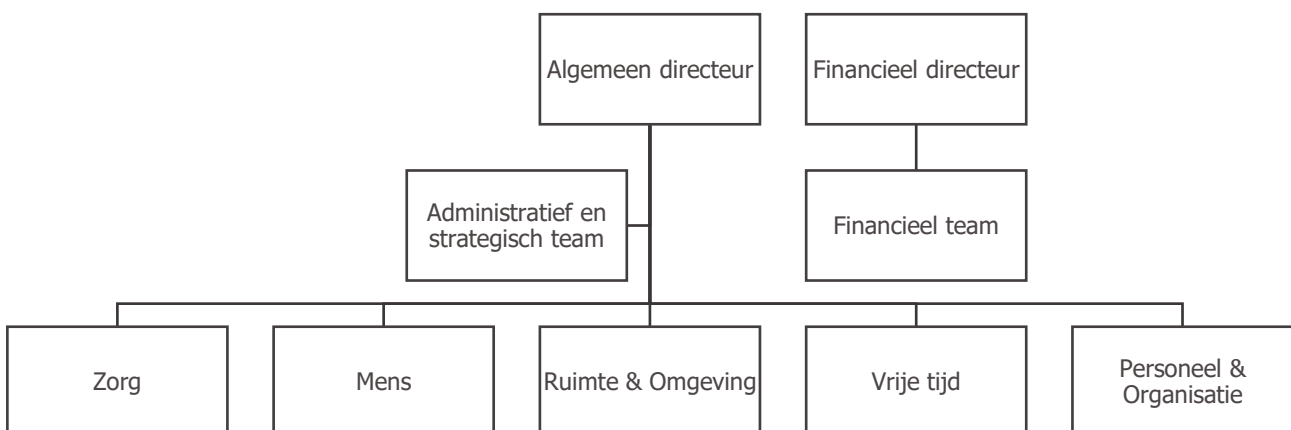 Algemeen directeur
Financieel directeur
Administratief en
strategisch team
Financieel team
Zorg
Mens
Ruimte & Omgeving
Vrije tijd
Personeel &
Organisatie